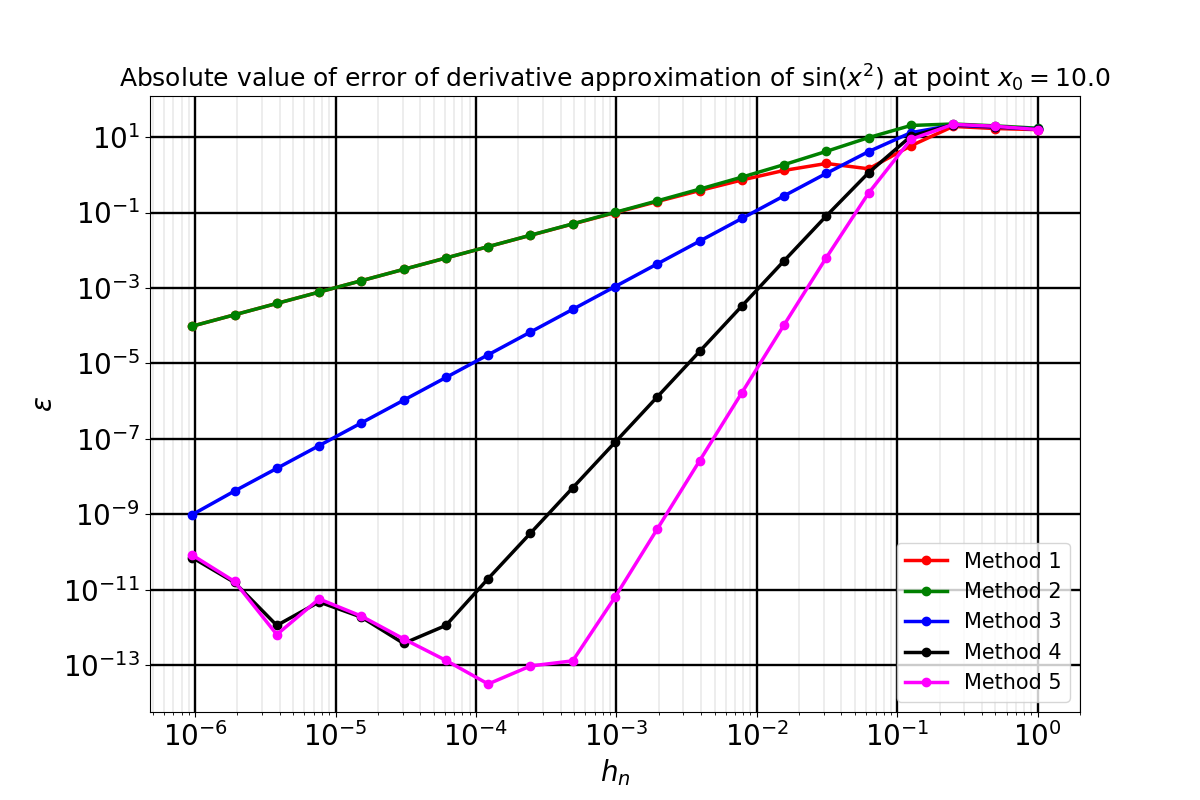 Absolute value of error of derivative approximation of sin(x²) at point x₀ = 10.0
10¹
10⁻¹
10⁻³
10⁻⁵
10⁻⁷
10⁻⁹
10⁻¹¹
10⁻¹³
ε
Method 1
Method 2
Method 3
Method 4
Method 5
10⁻⁶ 10⁻⁵ 10⁻⁴ 10⁻³ 10⁻² 10⁻¹ 10⁰
hₙ